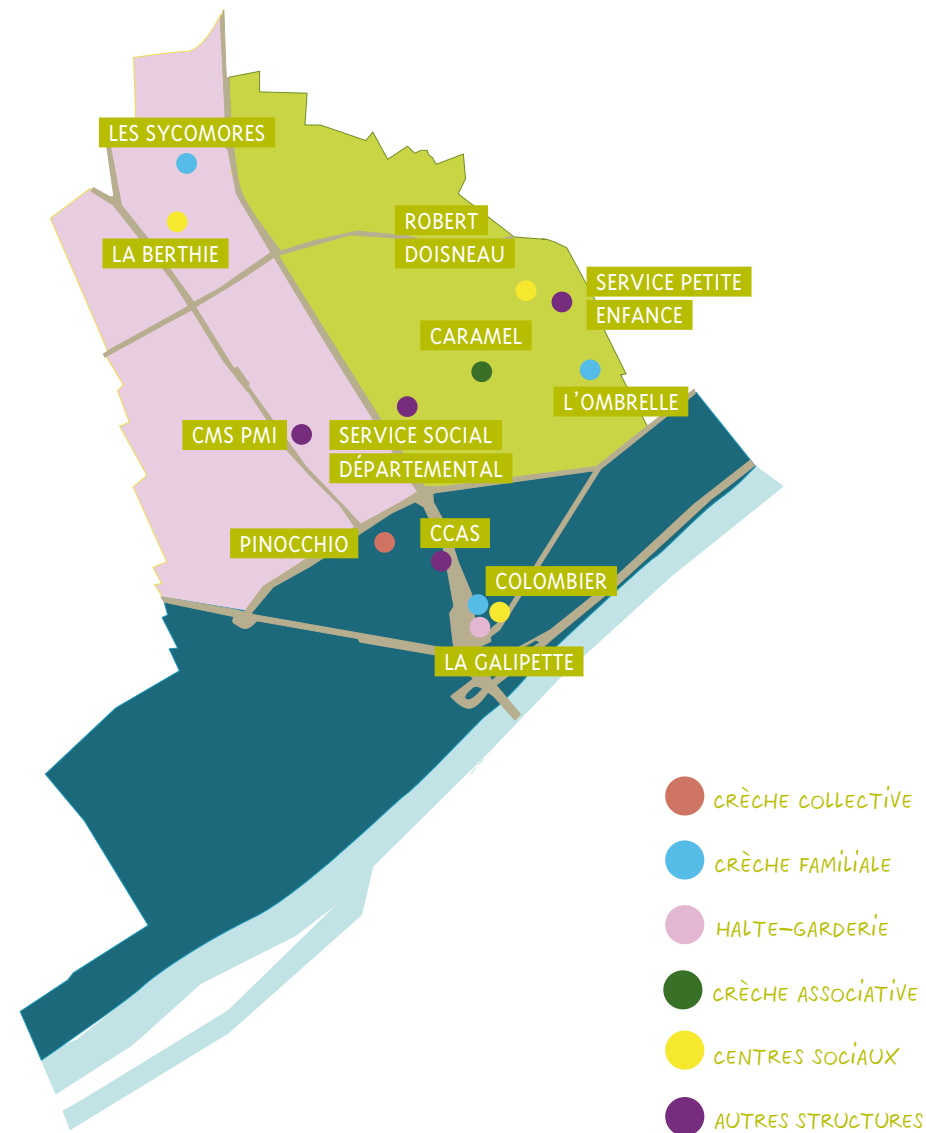 LES SYCOMORES
LA BERTHIE
ROBERT
DOISNEAU
SERVICE PETITE
ENFANCE
CARAMEL
L'OMBRELLE
CMS PMI
SERVICE SOCIAL
DÉPARTEMENTAL
PINOCCHIO
CCAS
COLOMBIER
LA GALIPETTE
CRÈCHE COLLECTIVE
CRÈCHE FAMILIALE
HALTE-GARDERIE
CRÈCHE ASSOCIATIVE
CENTRES SOCIAUX
AUTRES STRUCTURES